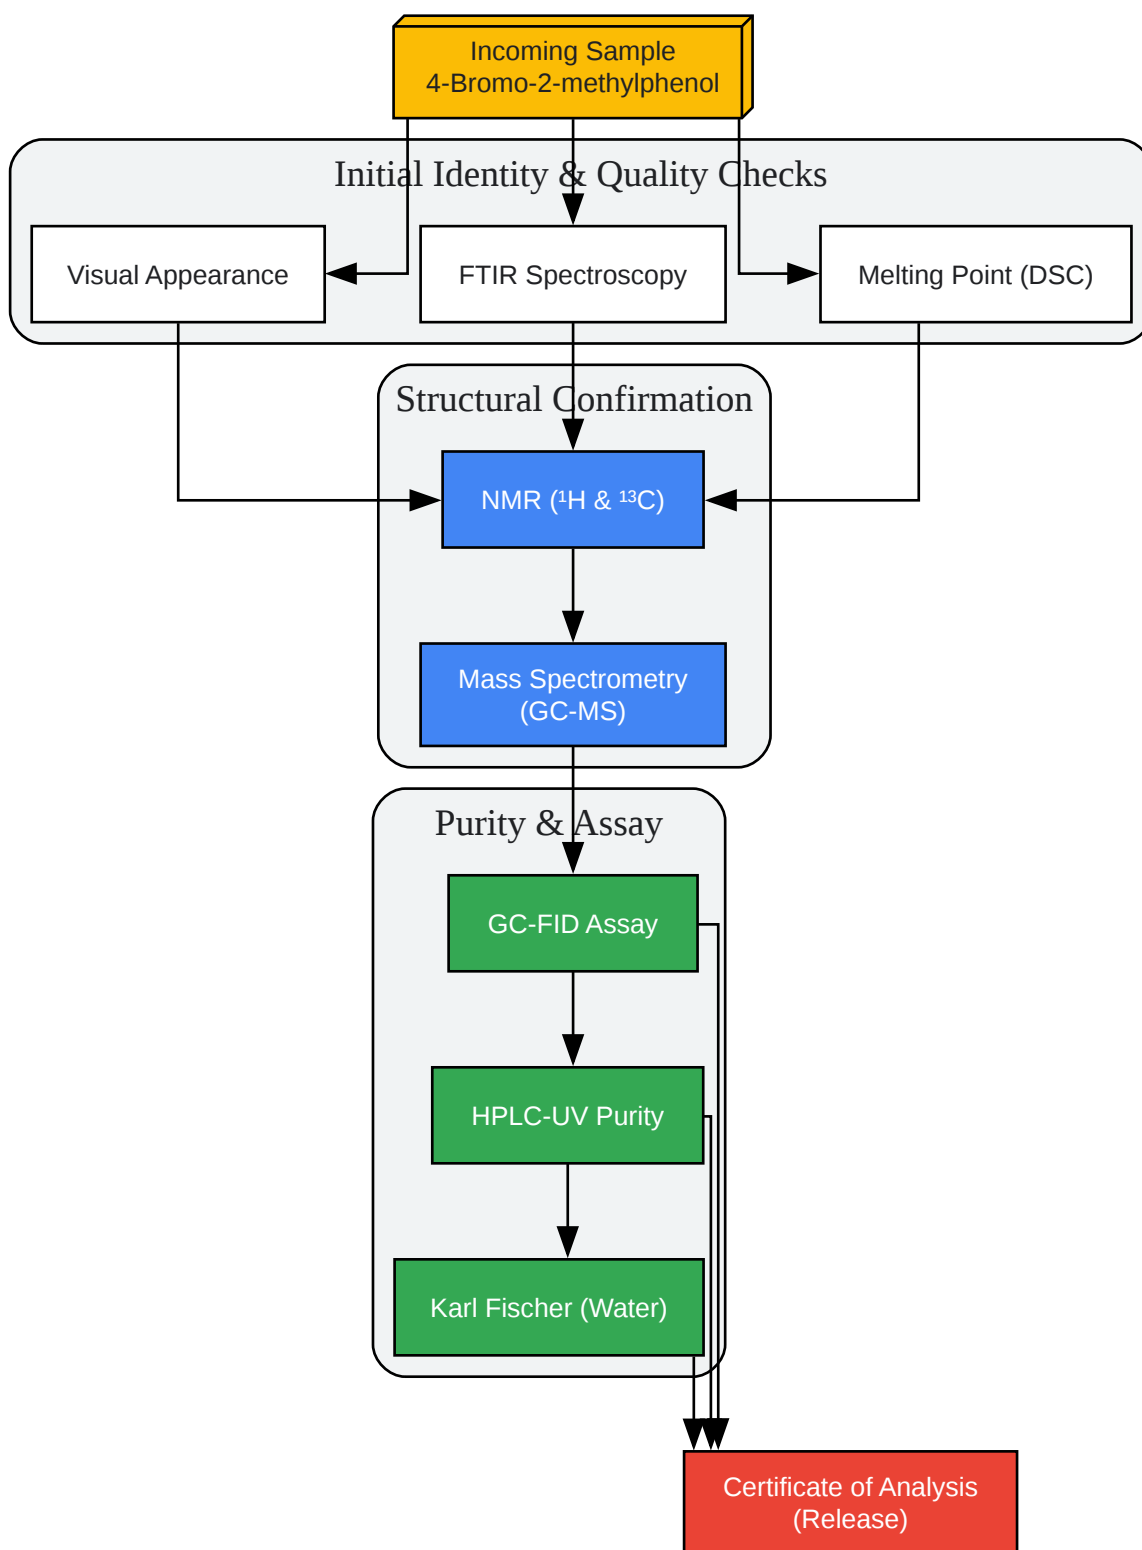 Incoming Sample
4-Bromo-2-methylphenol
Initial Identity & Quality Checks
Visual Appearance
FTIR Spectroscopy
Melting Point (DSC)
Structural Confirmation
NMR (¹H & ¹³C)
Mass Spectrometry
(GC-MS)
Purity & Assay
GC-FID Assay
HPLC-UV Purity
Karl Fischer (Water)
Certificate of Analysis
(Release)